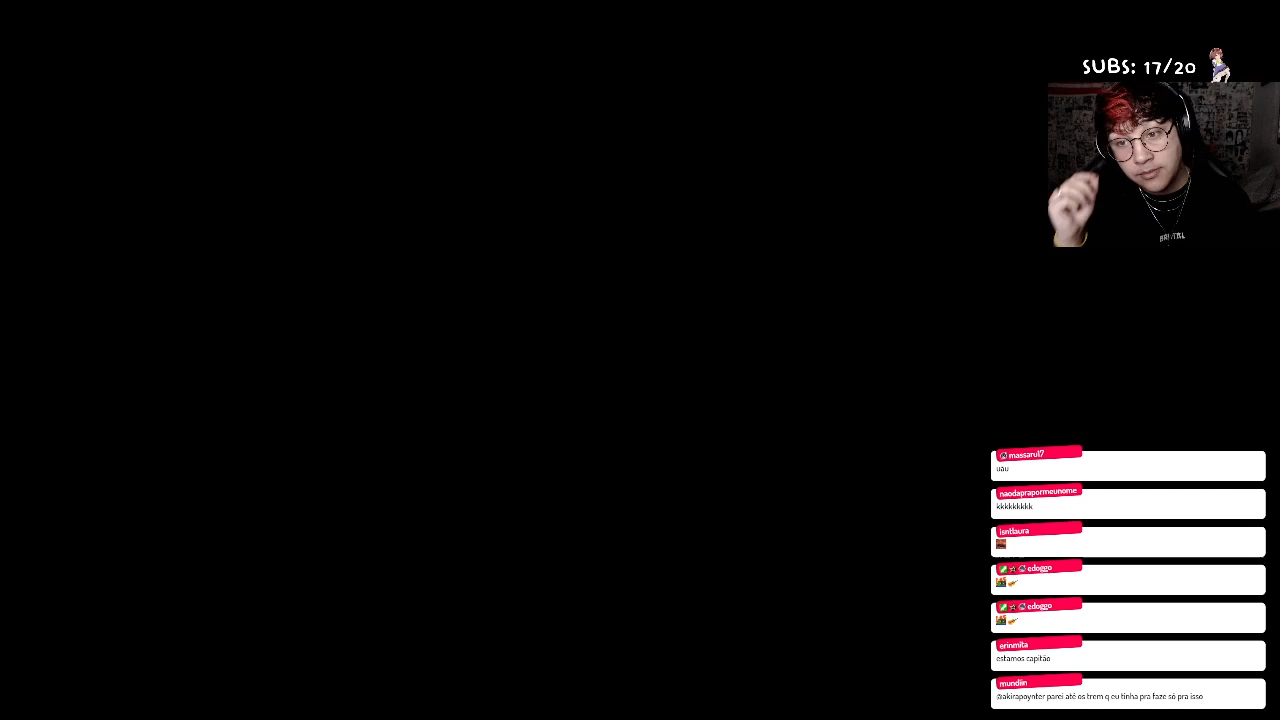 SUBS: 17/20
BRUTAL
massarul7
uau
naodaprapormeunome
kkkkkkkkk
isntlaura
edoggo
edoggo
erinmita
estamos capitão
mundiin
@akirapoynter parei até os trem q eu tinha pra faze só pra isso